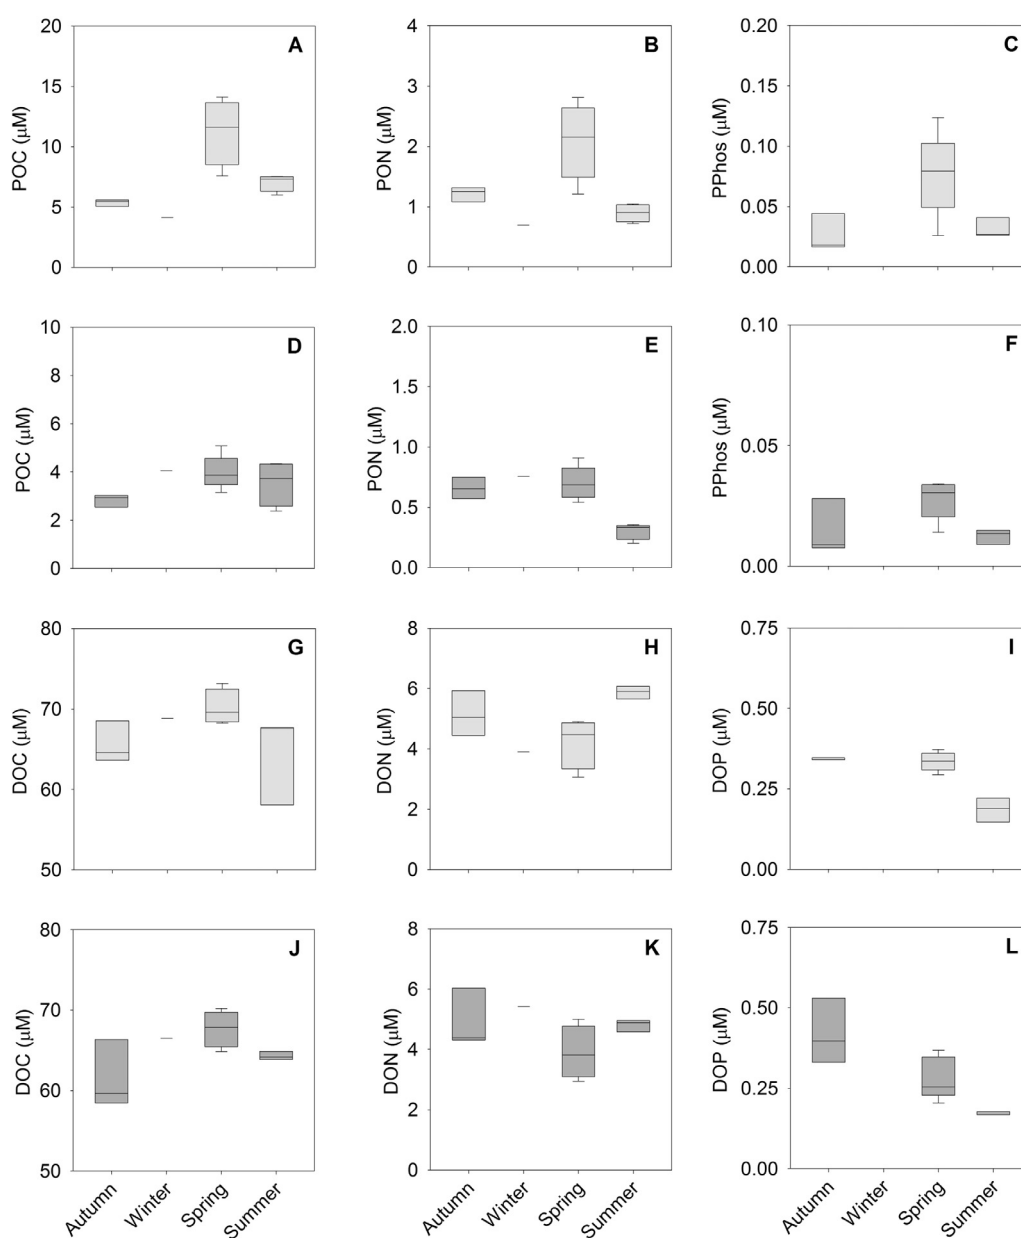 A
POC (μM)
20
15
10
5
0
B
PON (μM)
4
3
2
1
0
C
PPhos (μM)
0.20
0.15
0.10
0.05
0.00
D
POC (μM)
10
8
6
4
2
0
E
PON (μM)
2.0
1.5
1.0
0.5
0.0
F
PPhos (μM)
0.10
0.05
0.00
G
DOC (μM)
80
70
60
50
H
DON (μM)
8
6
4
2
0
I
DOP (μM)
0.75
0.50
0.25
0.00
J
DOC (μM)
80
70
60
50
Autumn
Winter
Spring
Summer
K
DON (μM)
8
6
4
2
0
Autumn
Winter
Spring
Summer
L
DOP (μM)
0.75
0.50
0.25
0.00
Autumn
Winter
Spring
Summer